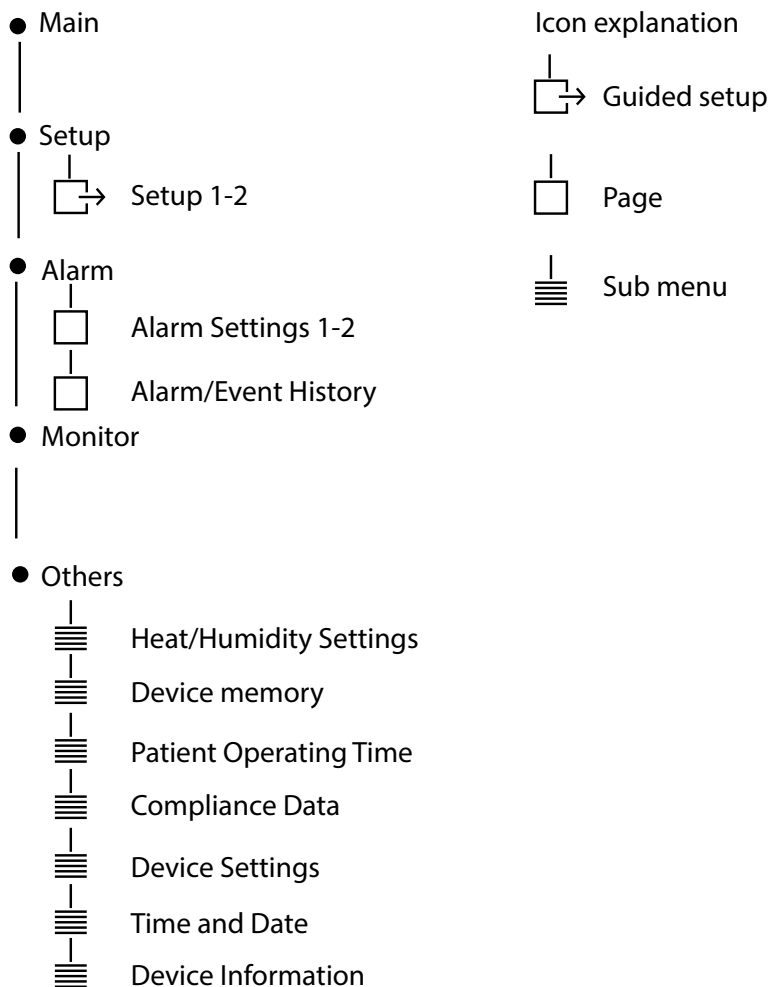 Main
Setup
Setup 1-2
Alarm
Alarm Settings 1-2
Alarm/Event History
Monitor
Others
Heat/Humidity Settings
Device memory
Patient Operating Time
Compliance Data
Device Settings
Time and Date
Device Information
Icon explanation
Guided setup
Page
Sub menu